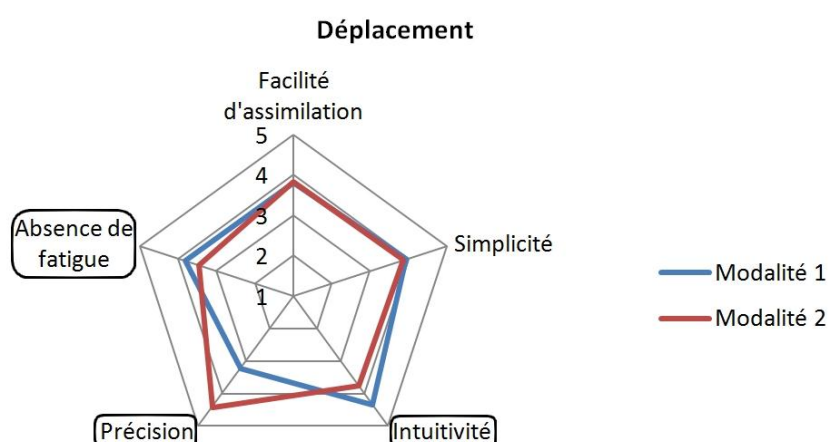 Déplacement
Facilité
d'assimilation
5
4
3
2
1
Absence de
fatigue
Simplicité
Modalité 1
Modalité 2
Précision
Intuitivité